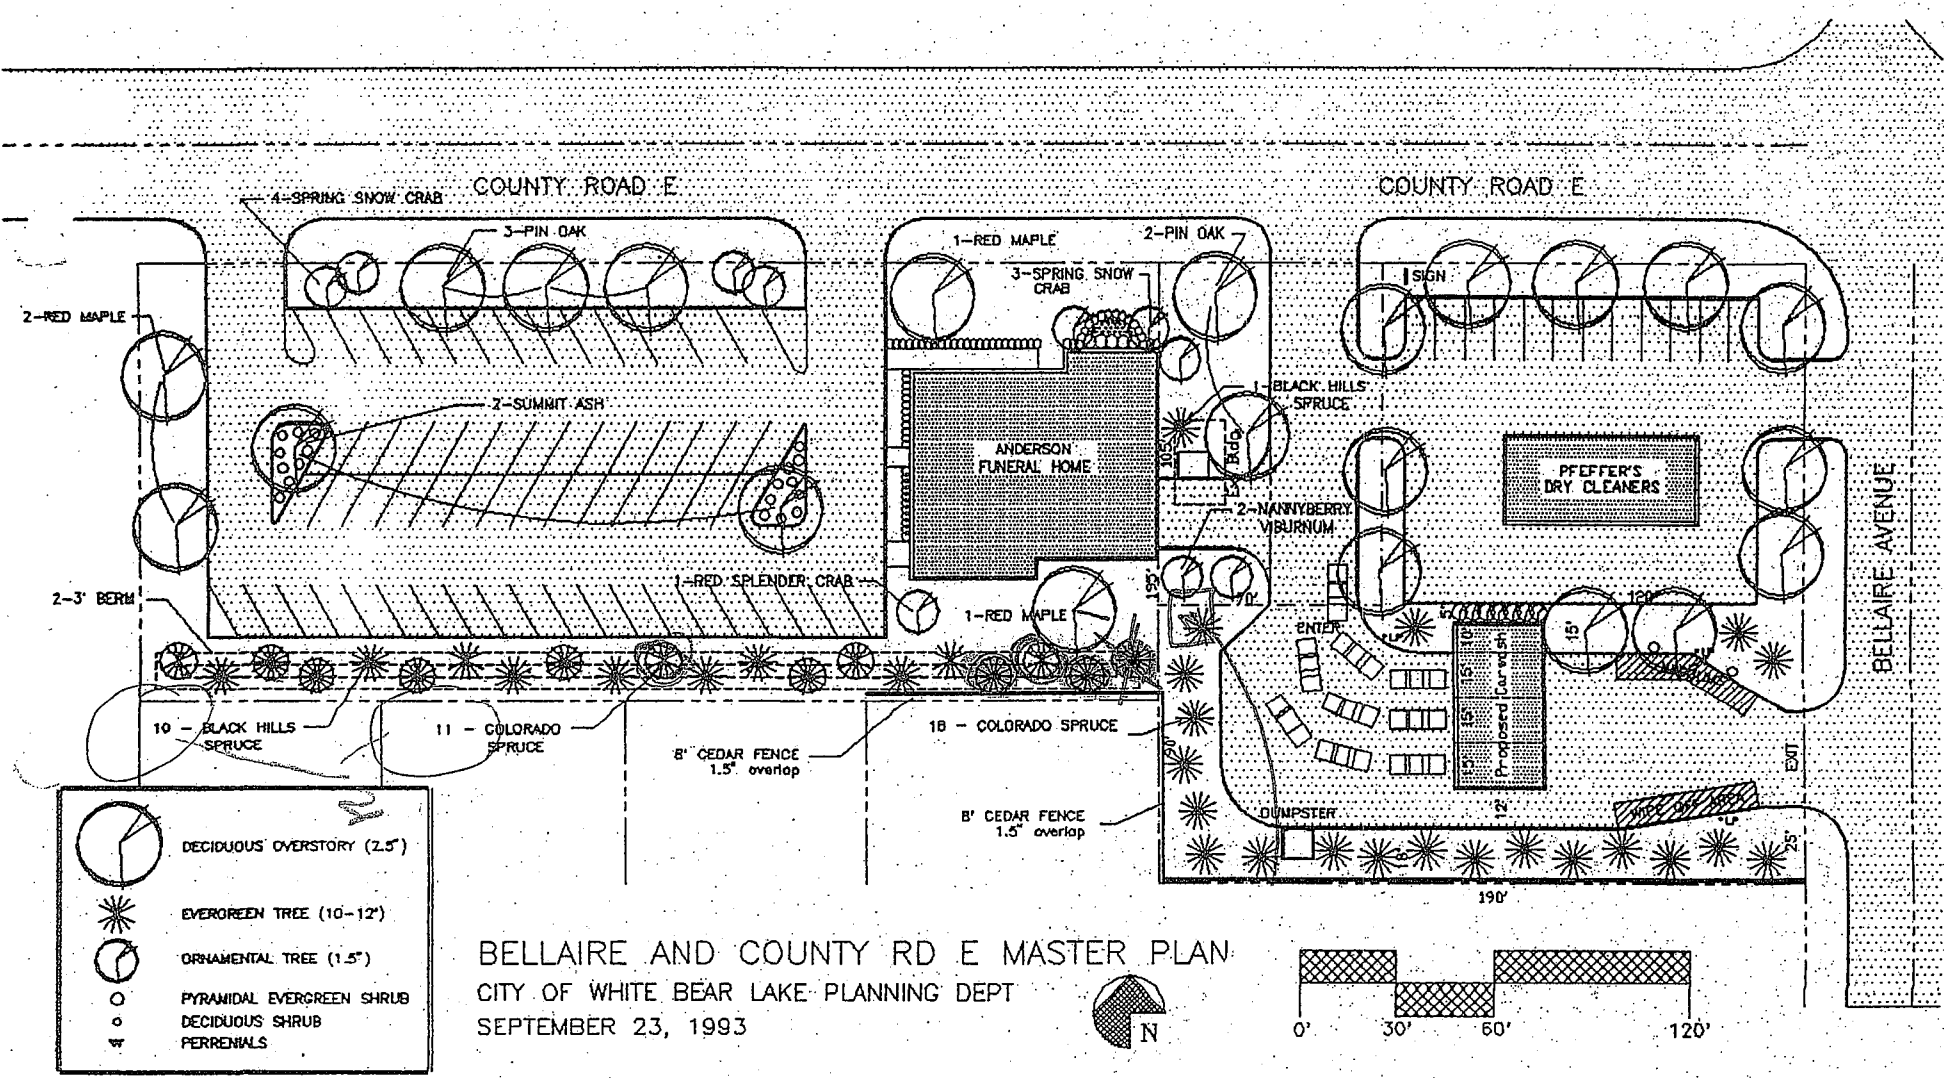 COUNTY ROAD E
COUNTY ROAD E
4-SPRING SNOW CRAB
3-PIN OAK
1-RED MAPLE
2-PIN OAK
3-SPRING SNOW
CRAB
SIGN
2-RED MAPLE
2-SUMMIT ASH
1-BLACK HILLS
SPRUCE
ANDERSON
FUNERAL HOME
105'
PFEFFER'S
DRY CLEANERS
BELLAIRE AVENUE
2-NANNYBERRY
VIBURNUM
1-RED SPLENDER CRAB
195'
70'
2-3' BERM
1-RED MAPLE
ENTER
120'
15'
10'
15'
15'
15'
Proposed Carwash
12'
10 - BLACK HILLS
SPRUCE
11 - COLORADO
SPRUCE
8' CEDAR FENCE
1.5" overlap
18 - COLORADO SPRUCE
90'
EXIT
8' CEDAR FENCE
1.5" overlap
DUMPSTER
18'
25'
190'
DECIDUOUS OVERSTORY (2.5")
EVERGREEN TREE (10-12')
ORNAMENTAL TREE (1.5")
PYRAMIDAL EVERGREEN SHRUB
DECIDUOUS SHRUB
PERRENIALS
BELLAIRE AND COUNTY RD E MASTER PLAN
CITY OF WHITE BEAR LAKE PLANNING DEPT
SEPTEMBER 23, 1993
N
0' 30' 60' 120'